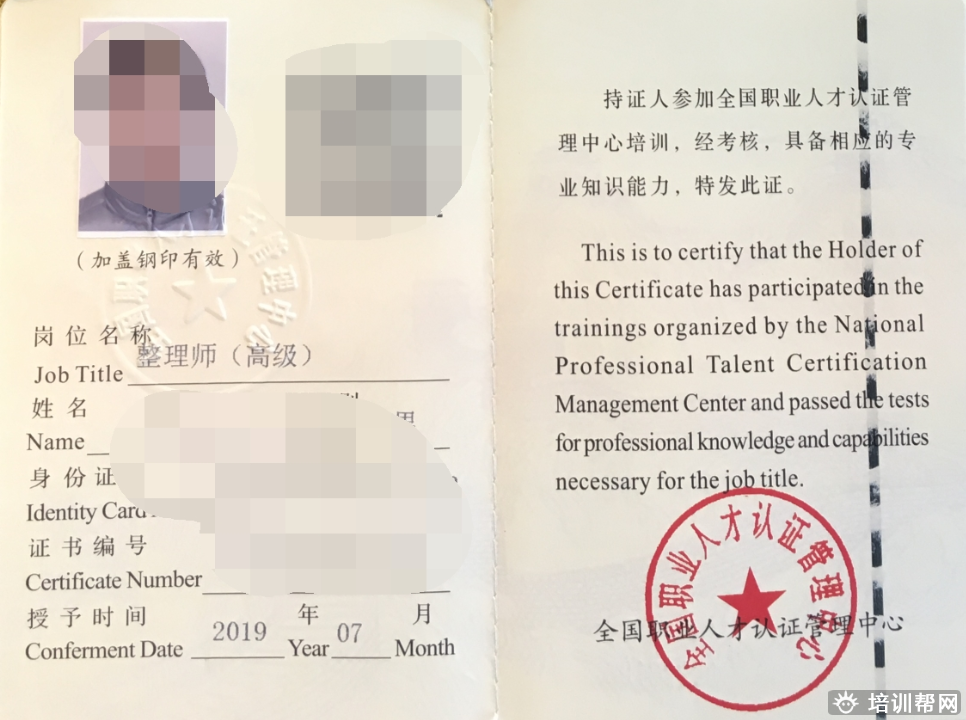 (加盖钢印有效)
岗位名称
整理师（高级）
Job Title
姓名
男
Name
身份证
Identity Card
证书编号
Certificate Number
授予时间 年 月
Conferment Date 2019 Year 07 Month
持证人参加全国职业人才认证管
理中心培训，经考核，具备相应的专
业知识能力，特发此证。
This is to certify that the Holder of
this Certificate has participated in the
trainings organized by the National
Professional Talent Certification
Management Center and passed the tests
for professional knowledge and capabilities
necessary for the job title.
全国职业人才认证管理中心
全国职业人才认证管理中心
培训帮网